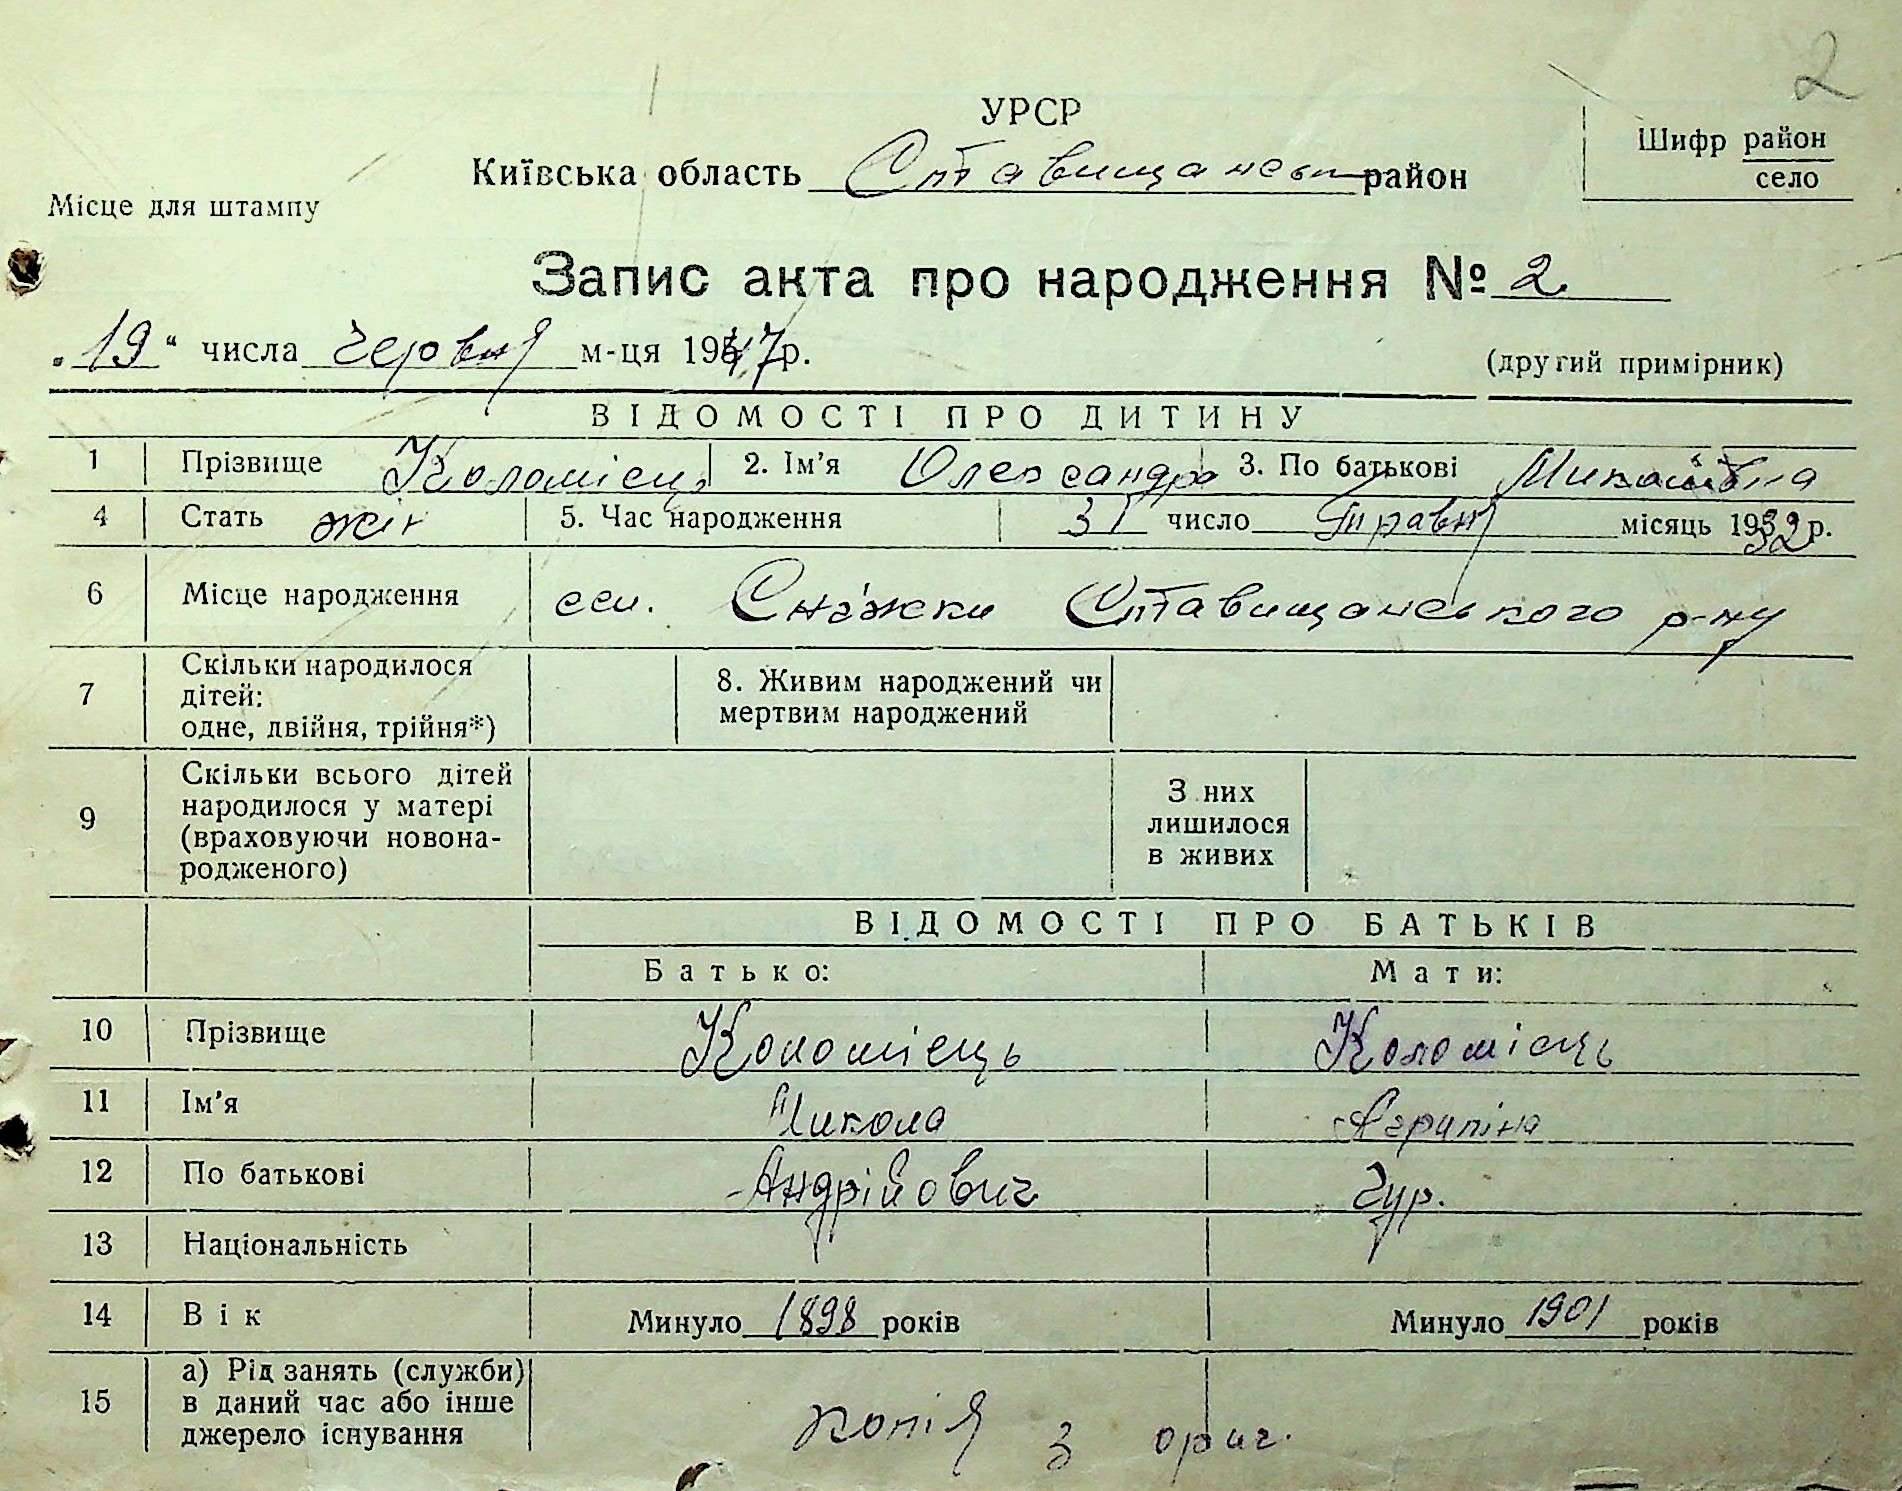 2
УРСР
Київська область Ставищанськ район
Шифр район
село
Місце для штампу
Запис акта про народження № 2
„19“ числа червня м-ця 1947 р.
(другий примірник)
ВІДОМОСТІ ПРО ДИТИНУ
1 Прізвище Коломієць 2. Ім'я Олександра 3. По батькові Миколаївна
4 Стать жін 5. Час народження 31 число травня місяць 1932 р.
6 Місце народження сел. Сніжки Ставищанського р-ну
7 Скільки народилося
дітей:
одне, двійня, трійня*)
8. Живим народжений чи
мертвим народжений
9 Скільки всього дітей
народилося у матері
(враховуючи новона-
родженого)
З них
лишилося
в живих
ВІДОМОСТІ ПРО БАТЬКІВ
Батько: Мати:
10 Прізвище Коломієць Коломієць
11 Ім'я Микола Агрипіна
12 По батькові Андрійович Гур.
13 Національність
14 Вік Минуло 1898 років Минуло 1901 років
15 а) Рід занять (служби)
в даний час або інше
джерело існування
копія з ориг.